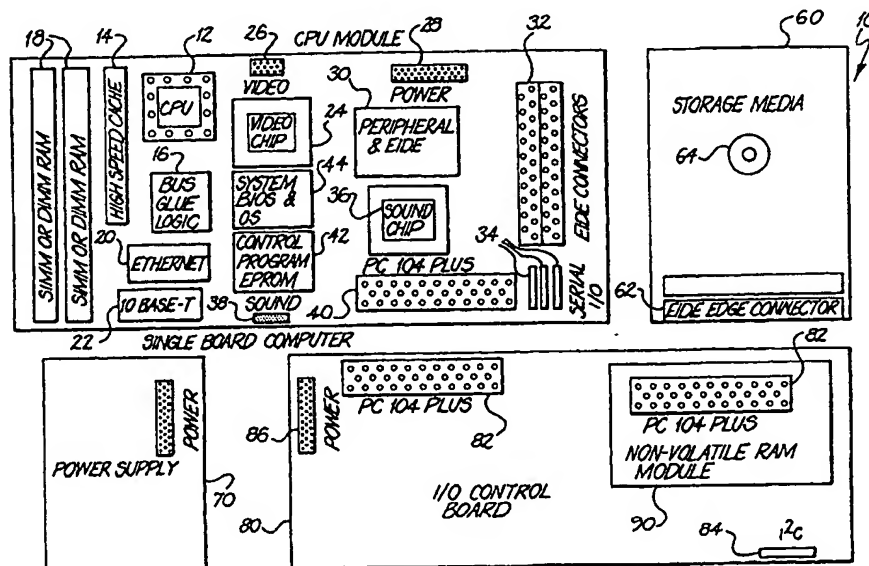 18
14
12
26
CPU MODULE
28
32
60
10
SIMM OR DIMM RAM
SIMM OR DIMM RAM
HIGH SPEED CACHE
CPU
VIDEO
30
POWER
STORAGE MEDIA
VIDEO
CHIP
24
PERIPHERAL
& EIDE
EIDE CONNECTORS
64
16
BUS
GLUE
LOGIC
SYSTEM
BIOS &
OS
44
36
SOUND
CHIP
34
20
ETHERNET
CONTROL
PROGRAM
EPROM
42
PC 104 PLUS
SERIAL
I/O
10 BASE-T
38
SOUND
40
62
EIDE EDGE CONNECTOR
22
SINGLE BOARD COMPUTER
82
POWER
86
POWER
PC 104 PLUS
82
PC 104 PLUS
POWER SUPPLY
NON-VOLATILE RAM
MODULE
70
80
I/O CONTROL
BOARD
90
84
I²C